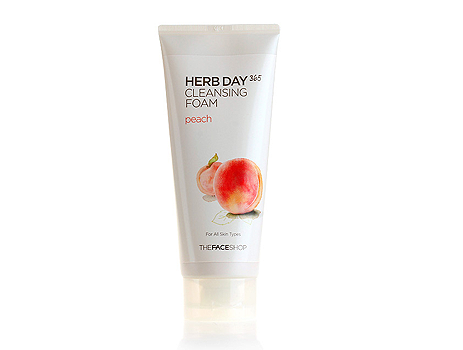 HERB DAY 365
CLEANSING
FOAM
peach
For All Skin Types
THEFACESHOP